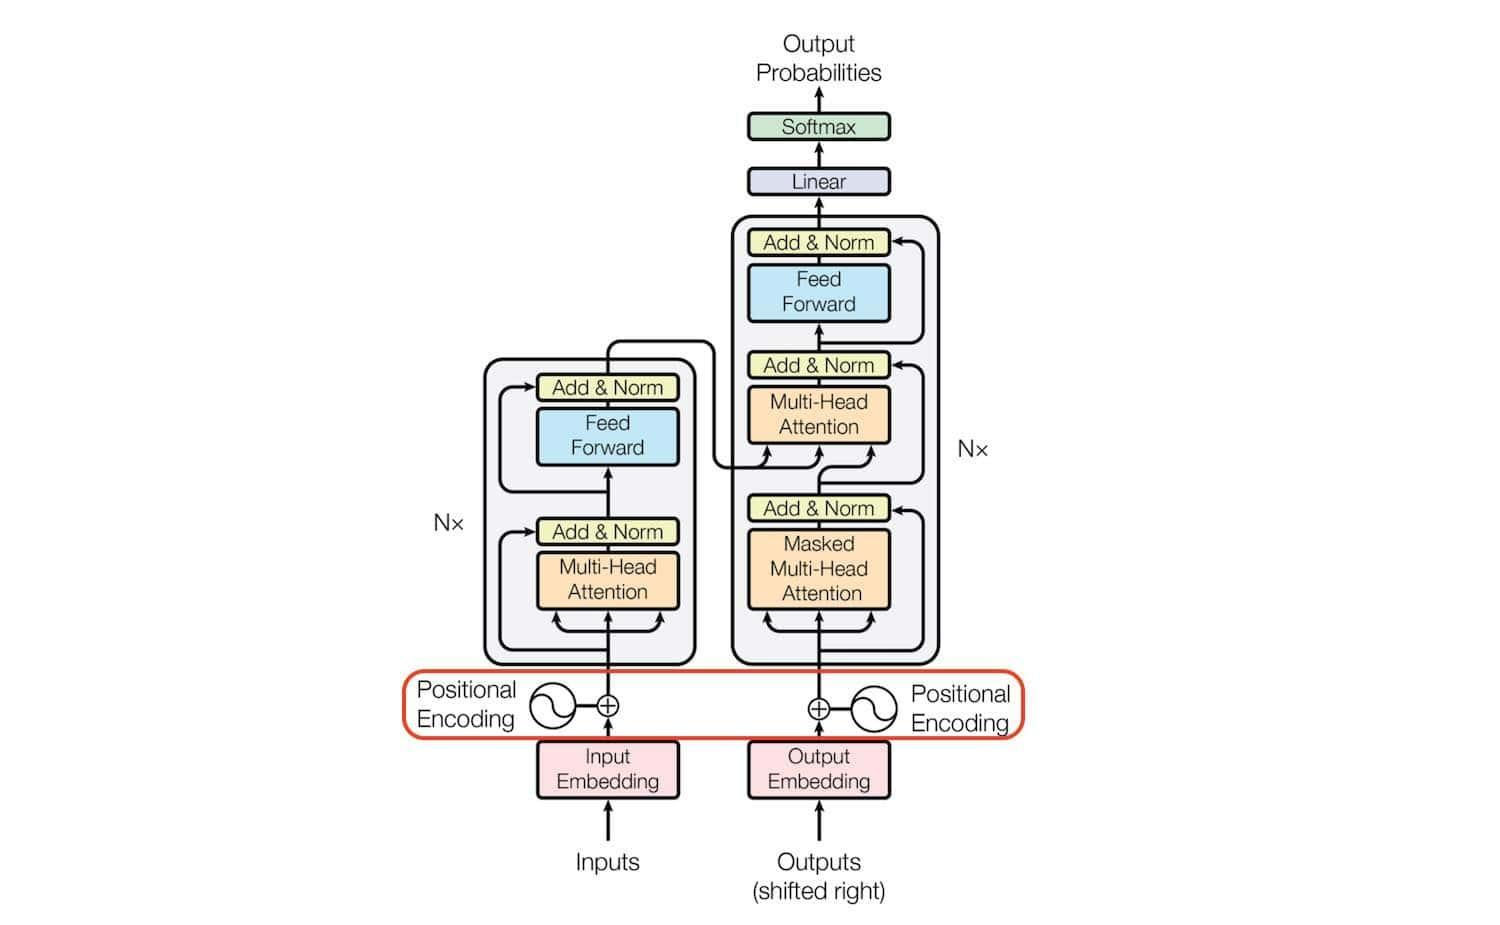 Output
Probabilities
Softmax
Linear
Add & Norm
Feed
Forward
Add & Norm
Multi-Head
Attention
Nx
Add & Norm
Masked
Multi-Head
Attention
Add & Norm
Feed
Forward
Nx
Add & Norm
Multi-Head
Attention
Positional
Encoding
Positional
Encoding
Input
Embedding
Output
Embedding
Inputs
Outputs
(shifted right)